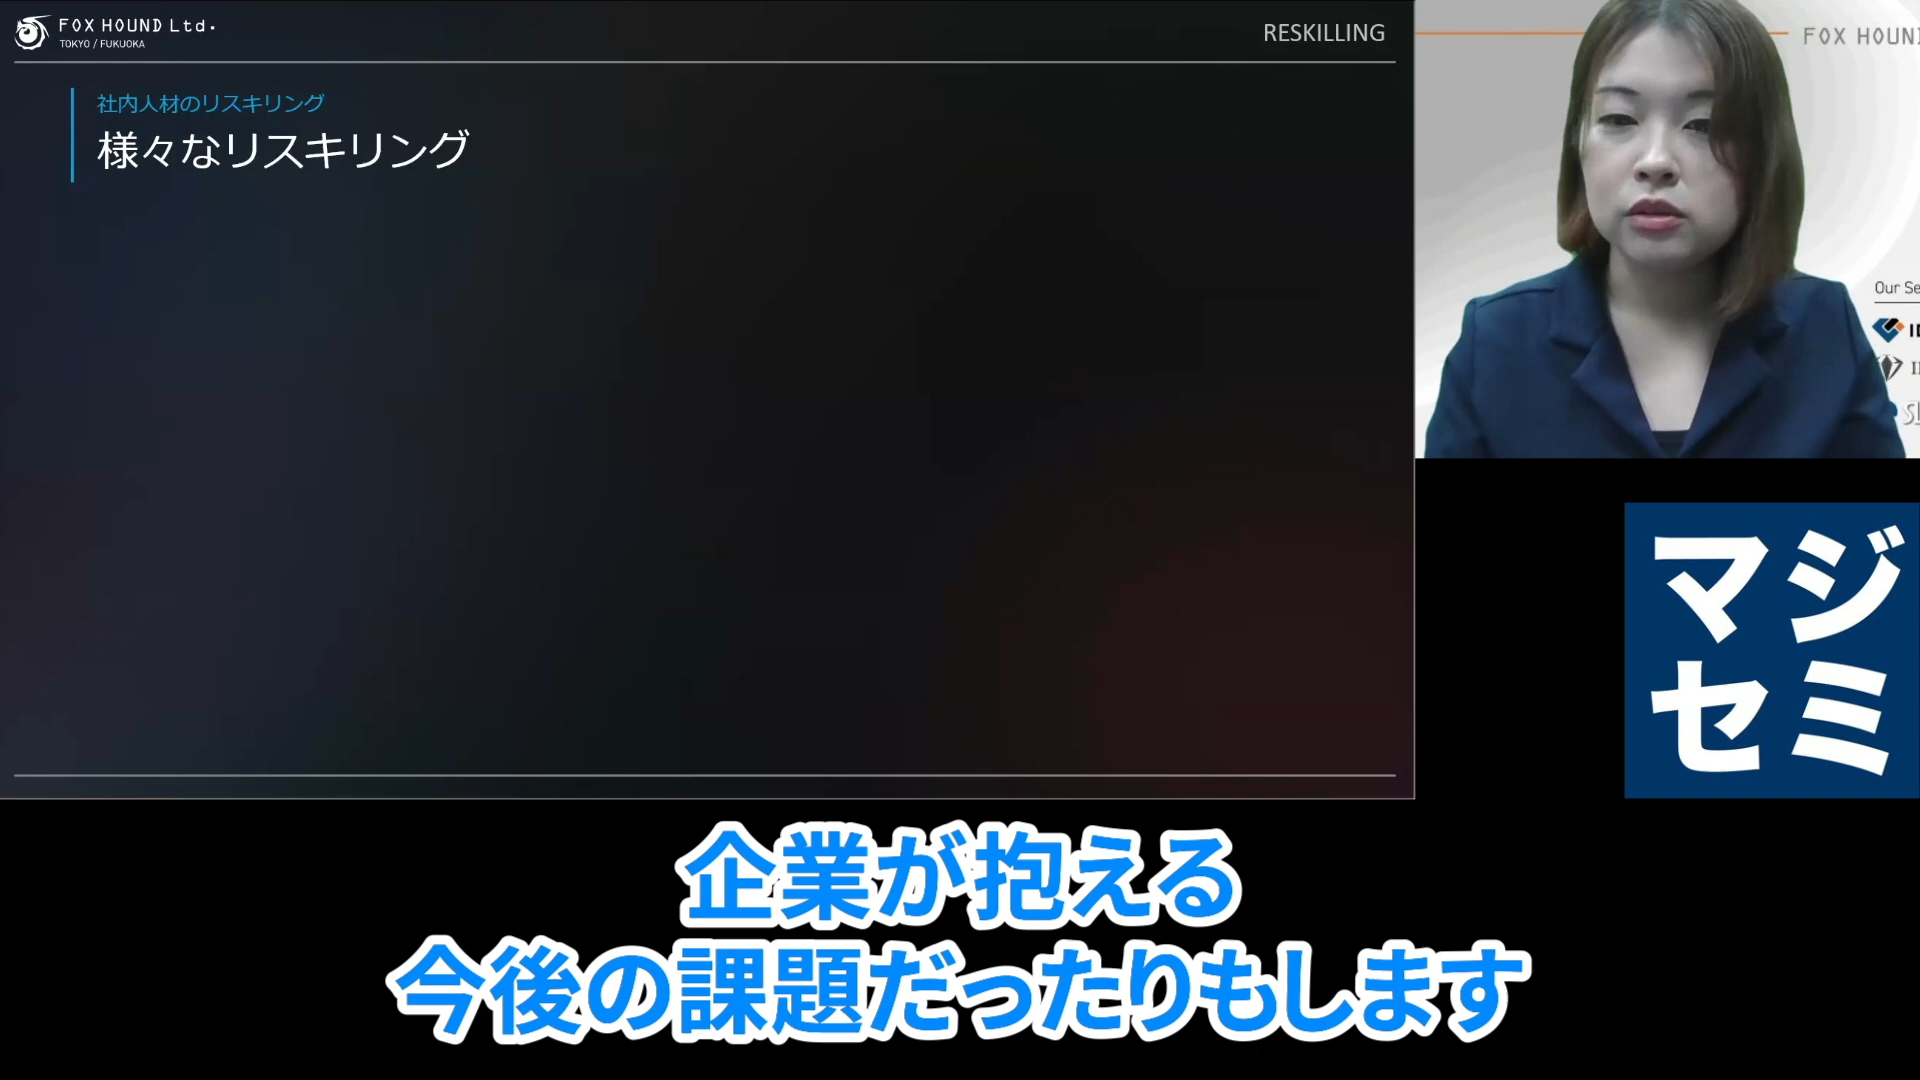 FOX HOUND Ltd.
TOKYO / FUKUOKA
RESKILLING
社内人材のリスキリング
様々なリスキリング
FOX HOUN
Our Se
マジ
セミ
企業が抱える
今後の課題だったりもします